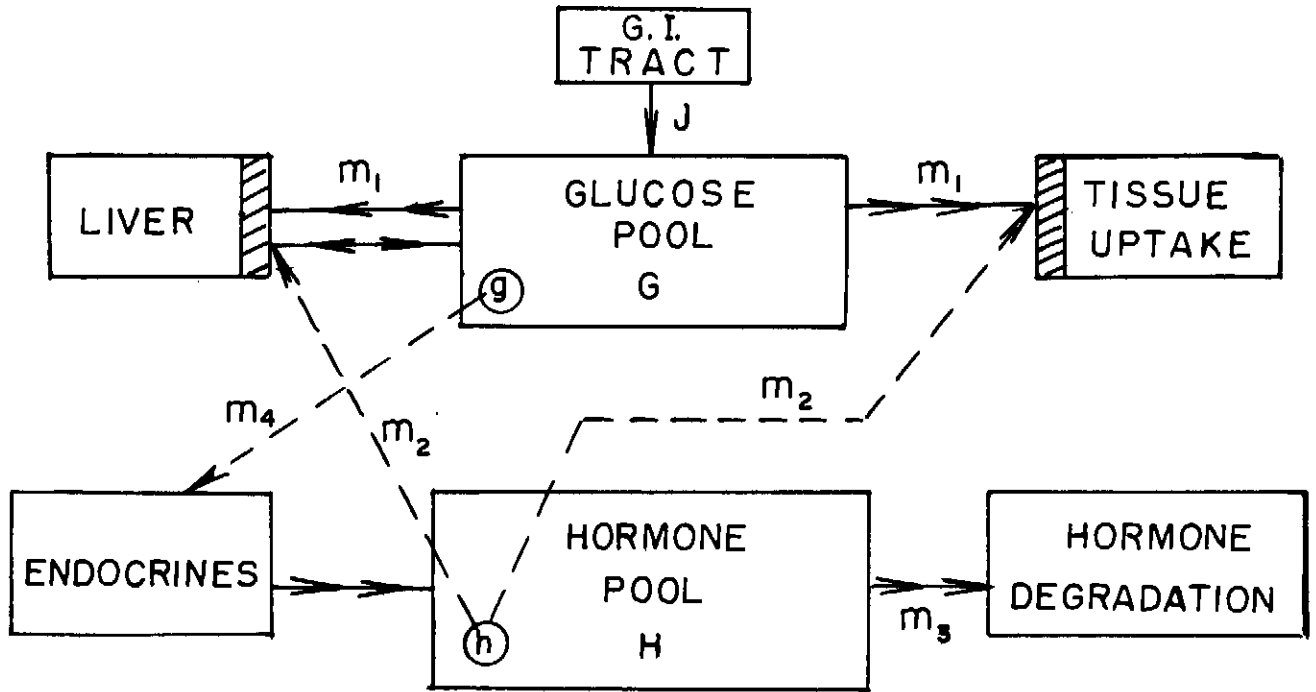 G. I.
TRACT
J
LIVER
m₁
GLUCOSE
POOL
G
g
m₁
TISSUE
UPTAKE
m₄
m₂
m₂
ENDOCRINES
HORMONE
POOL
H
h
m₃
HORMONE
DEGRADATION